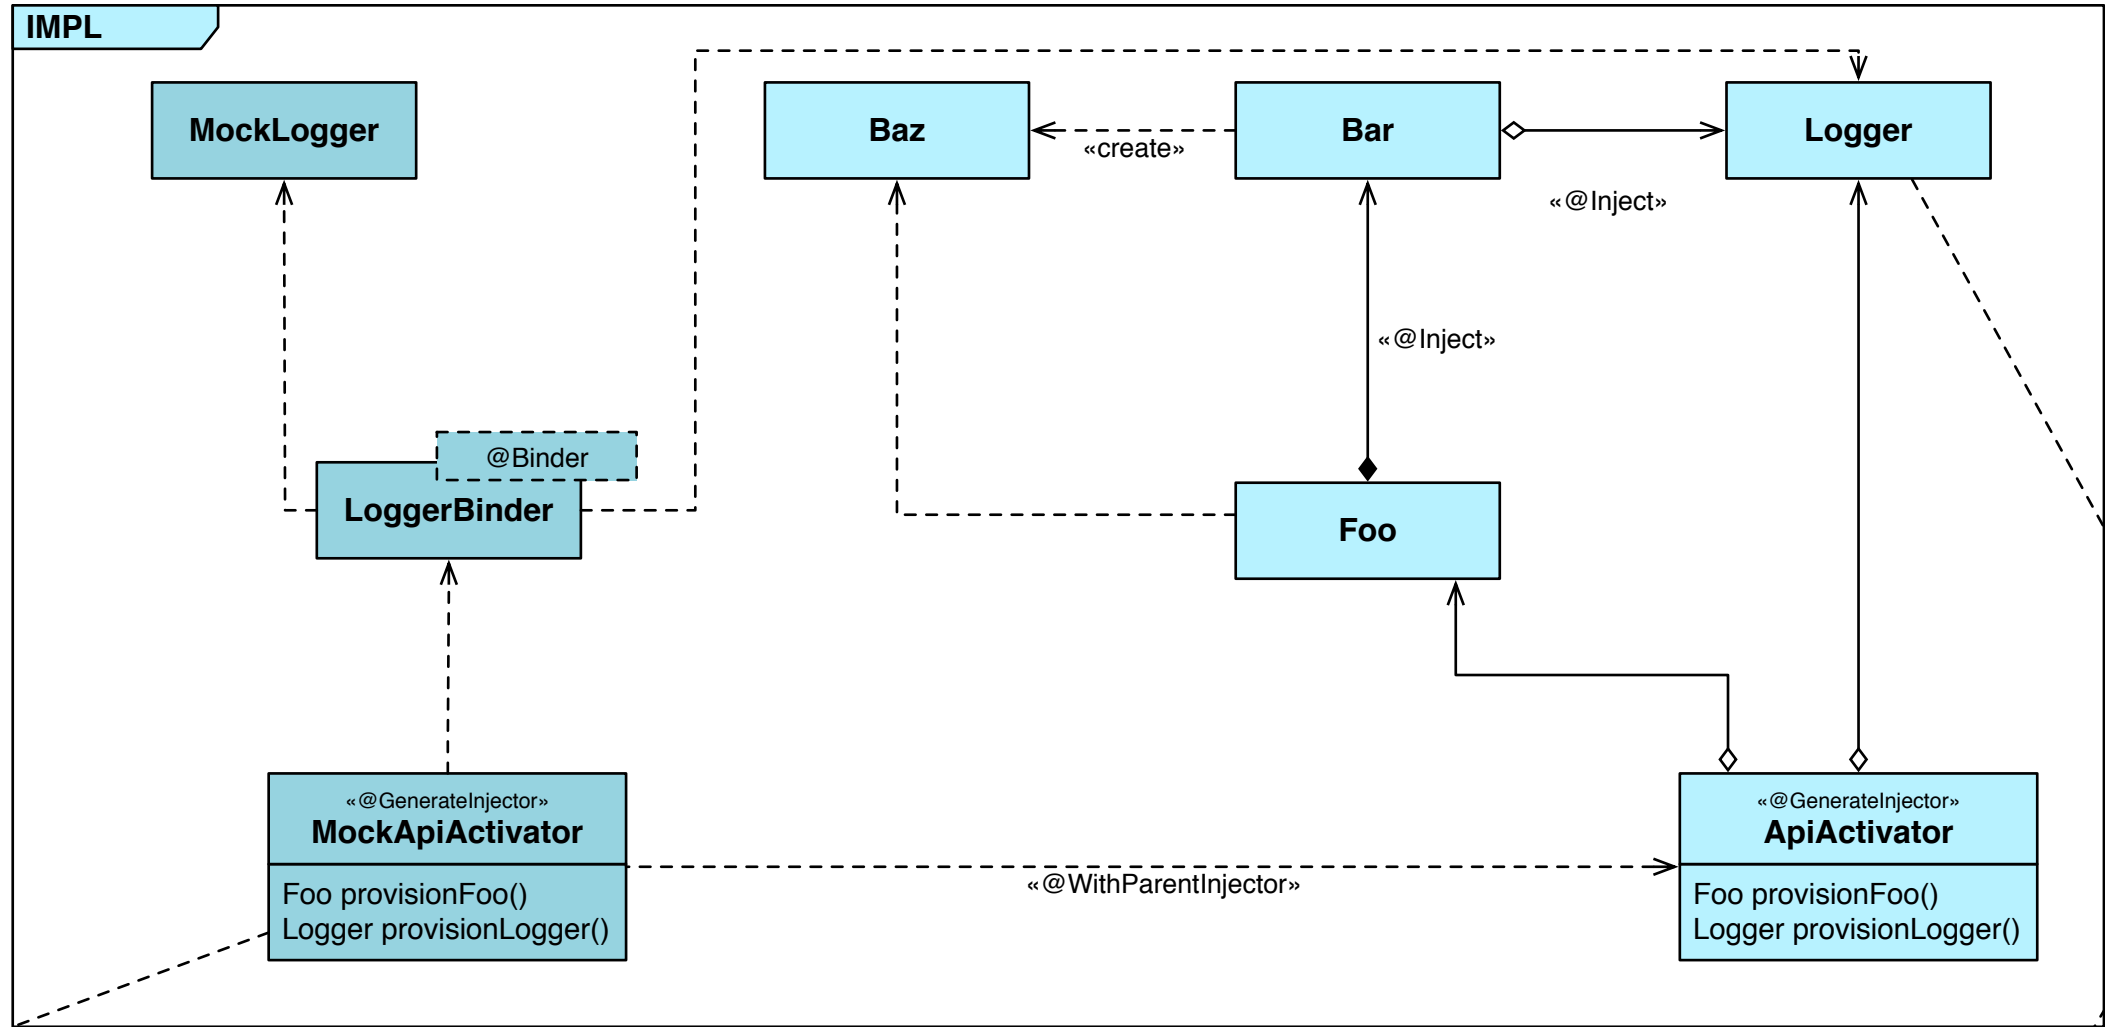 IMPL
MockLogger
Baz
Bar
Logger
«create»
«@Inject»
«@Inject»
@Binder
LoggerBinder
Foo
«@GenerateInjector»
MockApiActivator
Foo provisionFoo()
Logger provisionLogger()
«@WithParentInjector»
«@GenerateInjector»
ApiActivator
Foo provisionFoo()
Logger provisionLogger()